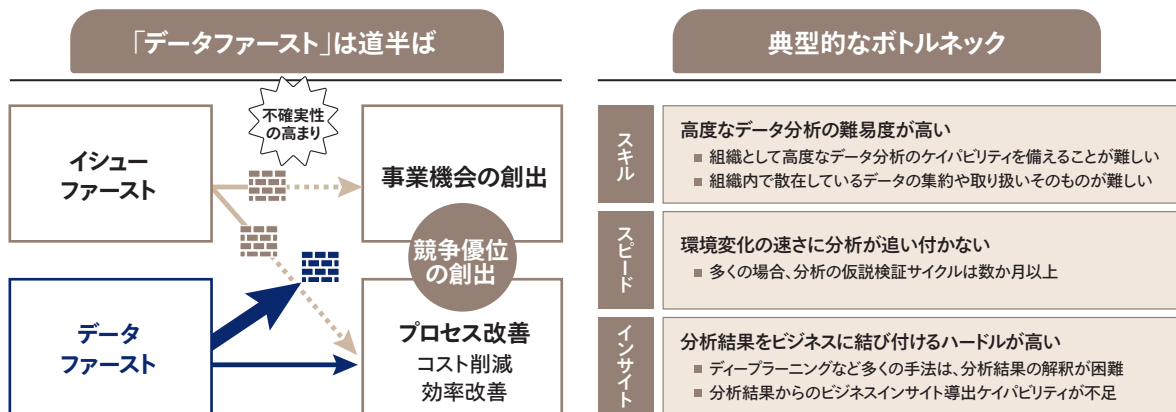 「データファースト」は道半ば
不確実性
の高まり
イシュー
ファースト
事業機会の創出
競争優位
の創出
データ
ファースト
プロセス改善
コスト削減
効率改善
典型的なボトルネック
スキル
高度なデータ分析の難易度が高い
■ 組織として高度なデータ分析のケイパビリティを備えることが難しい
■ 組織内で散在しているデータの集約や取り扱いそのものが難しい
スピード
環境変化の速さに分析が追い付かない
■ 多くの場合、分析の仮説検証サイクルは数か月以上
インサイト
分析結果をビジネスに結び付けるハードルが高い
■ ディープラーニングなど多くの手法は、分析結果の解釈が困難
■ 分析結果からのビジネスインサイト導出ケイパビリティが不足